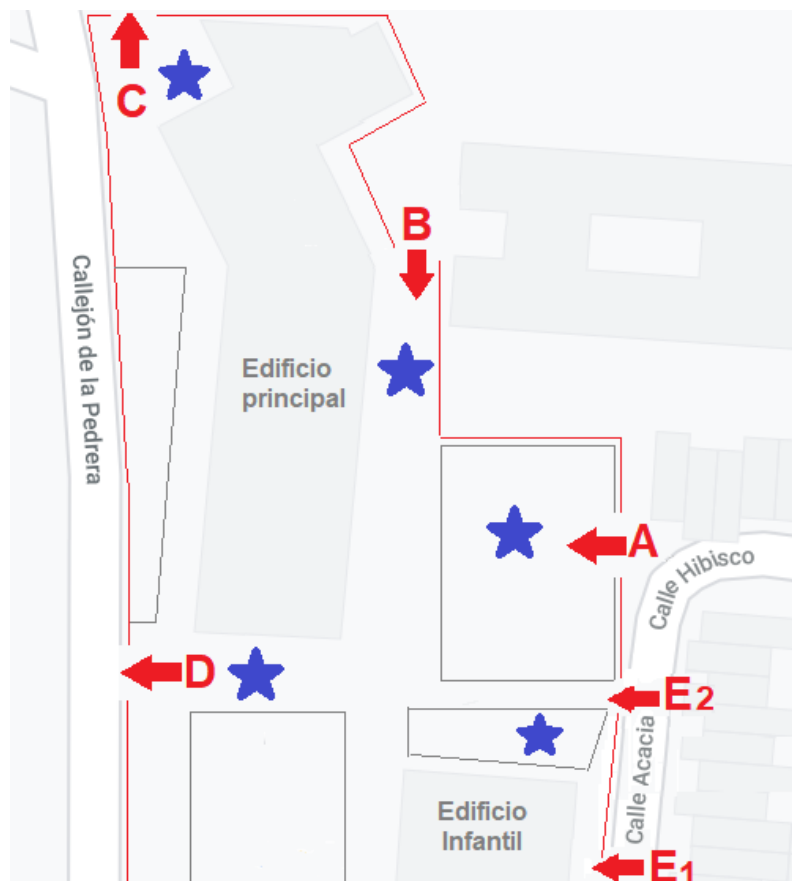 C
B
Callejón de la Pedrera
Edificio
principal
A
Calle Hibisco
D
E2
Calle Acacia
Edificio
Infantil
E1